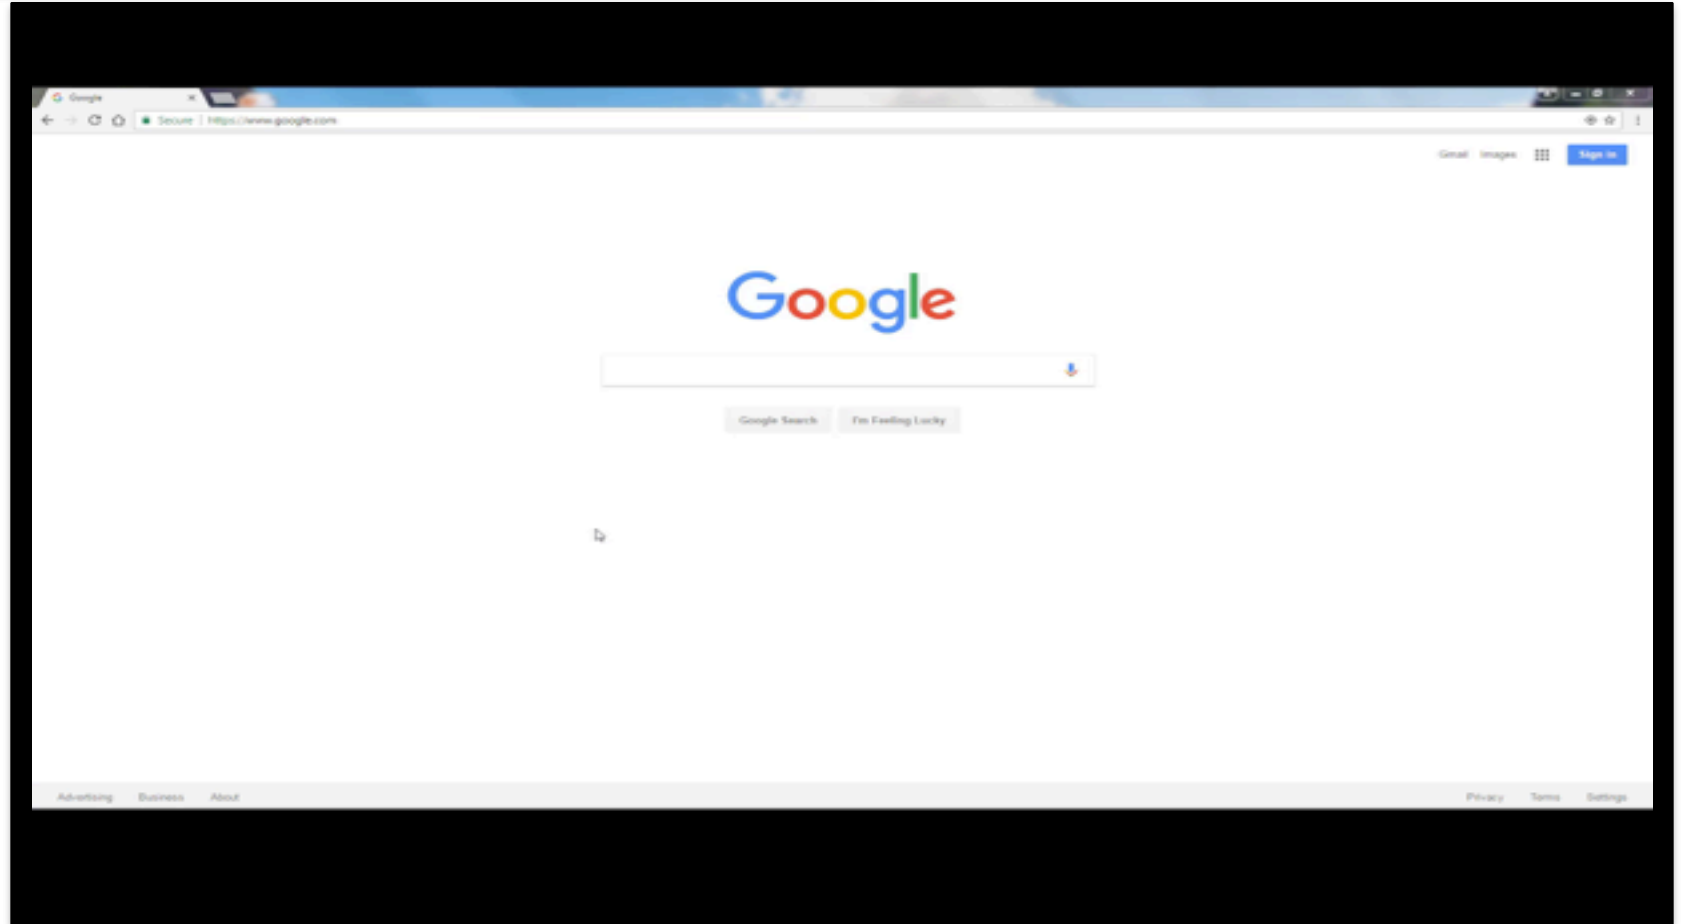 Google
Secure | https://www.google.com
Gmail Images Sign in
Google
Google Search I'm Feeling Lucky
Advertising Business About Privacy Terms Settings